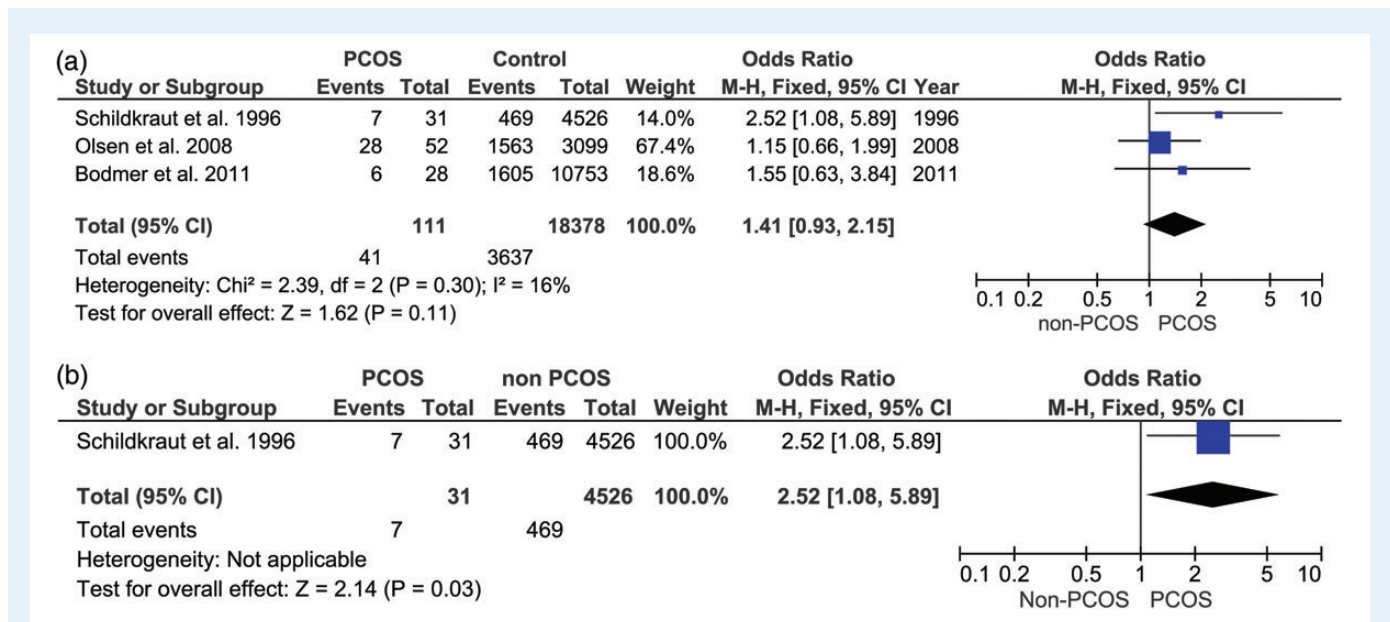 (a) PCOS Control Odds Ratio Odds Ratio
Study or Subgroup Events Total Events Total Weight M-H, Fixed, 95% CI Year M-H, Fixed, 95% CI
Schildkraut et al. 1996 7 31 469 4526 14.0% 2.52 [1.08, 5.89] 1996
Olsen et al. 2008 28 52 1563 3099 67.4% 1.15 [0.66, 1.99] 2008
Bodmer et al. 2011 6 28 1605 10753 18.6% 1.55 [0.63, 3.84] 2011
Total (95% CI) 111 18378 100.0% 1.41 [0.93, 2.15]
Total events 41 3637
Heterogeneity: Chi² = 2.39, df = 2 (P = 0.30); I² = 16%
Test for overall effect: Z = 1.62 (P = 0.11)
0.1 0.2 0.5 1 2 5 10
non-PCOS PCOS
(b) PCOS non PCOS Odds Ratio Odds Ratio
Study or Subgroup Events Total Events Total Weight M-H, Fixed, 95% CI M-H, Fixed, 95% CI
Schildkraut et al. 1996 7 31 469 4526 100.0% 2.52 [1.08, 5.89]
Total (95% CI) 31 4526 100.0% 2.52 [1.08, 5.89]
Total events 7 469
Heterogeneity: Not applicable
Test for overall effect: Z = 2.14 (P = 0.03)
0.1 0.2 0.5 1 2 5 10
Non-PCOS PCOS